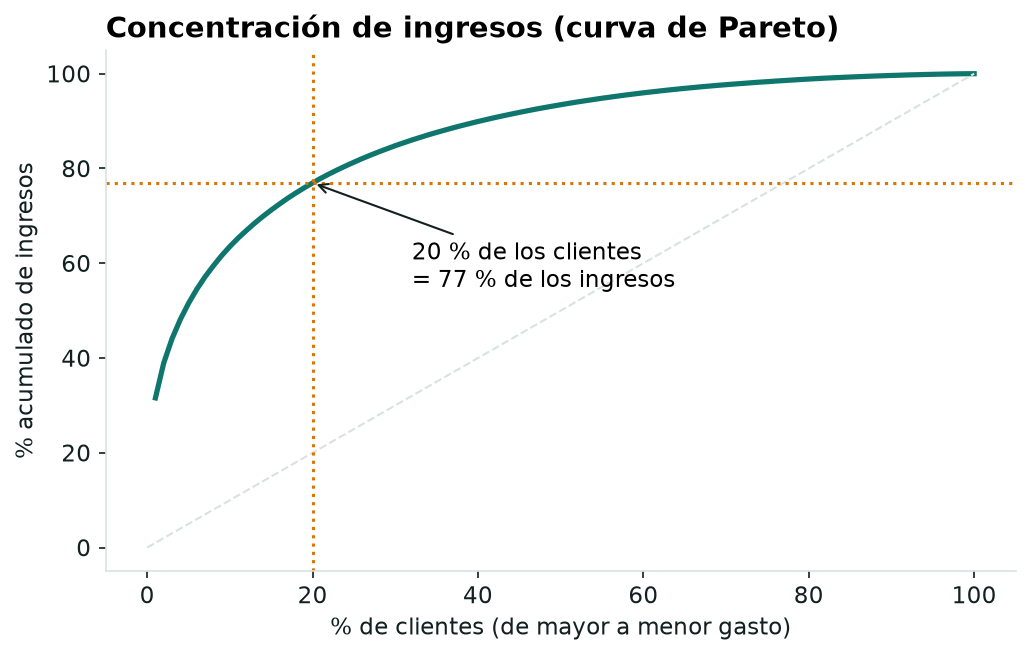 Concentración de ingresos (curva de Pareto)
% acumulado de ingresos
100
80
60
40
20
0
20 % de los clientes
= 77 % de los ingresos
0 20 40 60 80 100
% de clientes (de mayor a menor gasto)